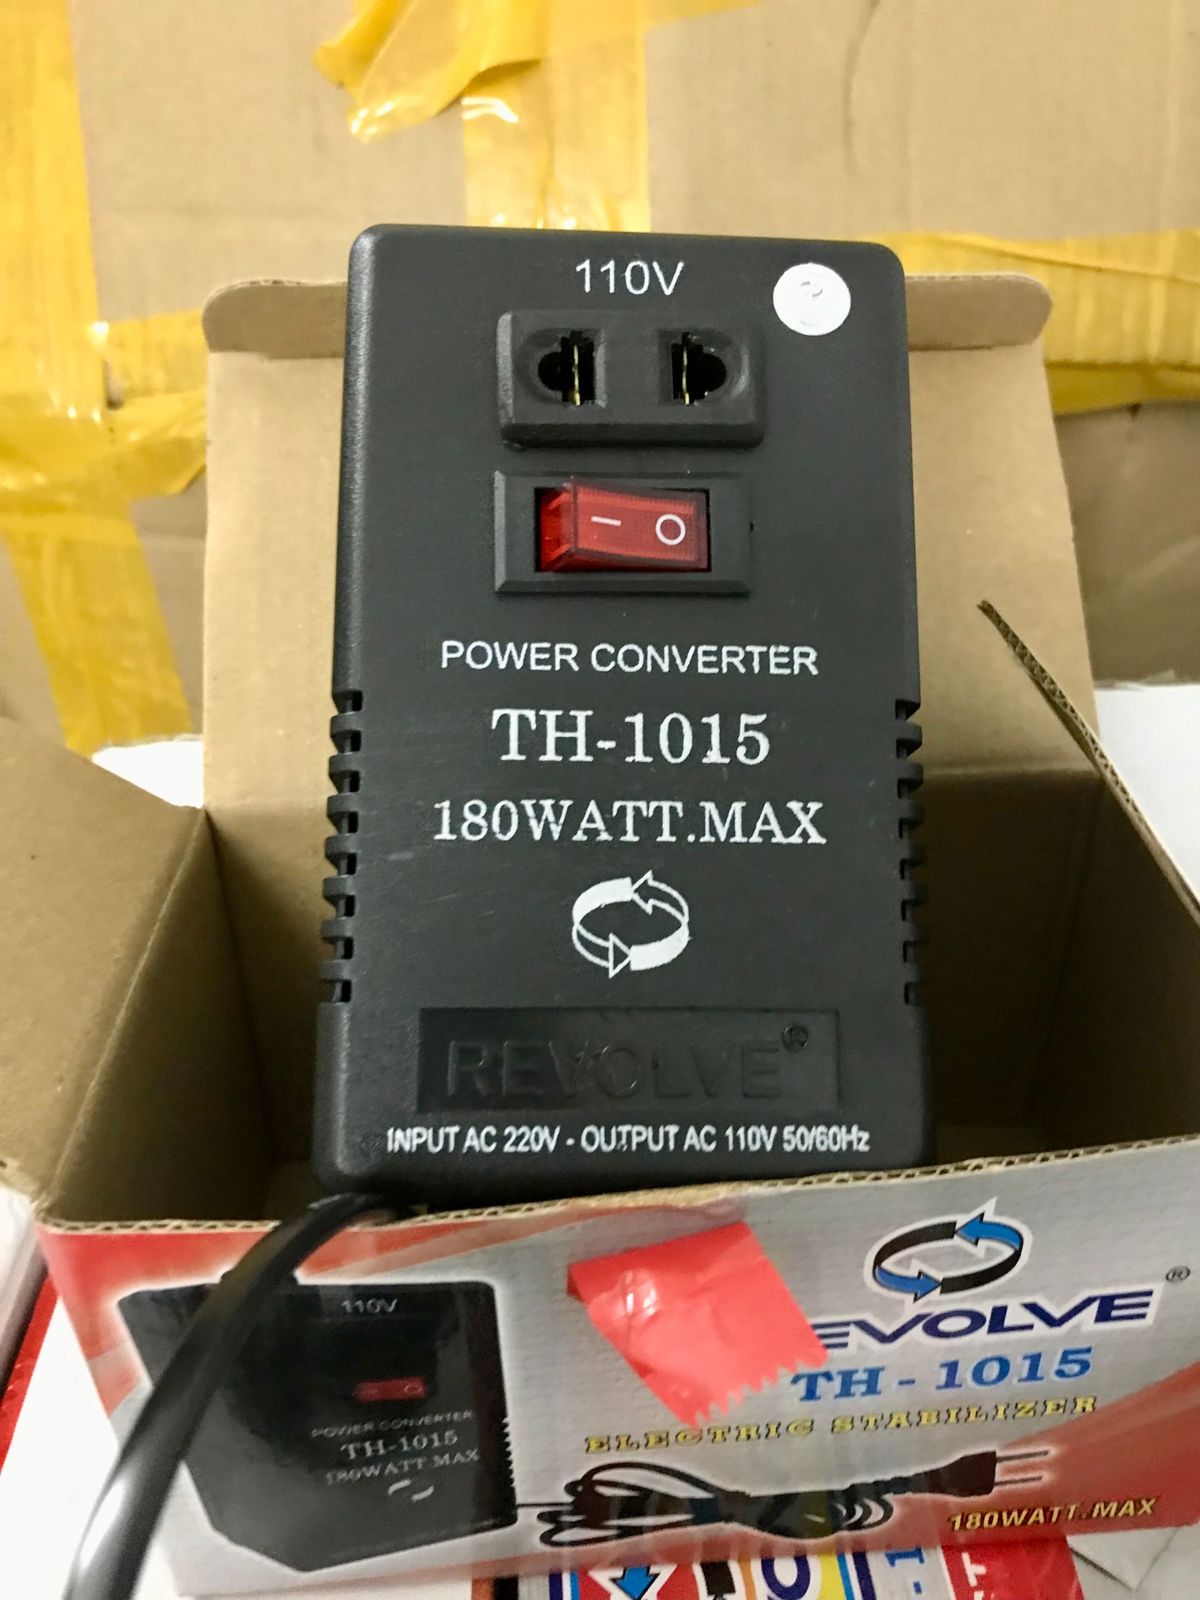 110V
POWER CONVERTER
TH-1015
180WATT.MAX
REVOLVE®
INPUT AC 220V - OUTPUT AC 110V 50/60Hz
110V
POWER CONVERTER
TH-1015
180WATT.MAX
EVOLVE®
TH - 1015
ELECTRIC STABILIZER
180WATT.MAX